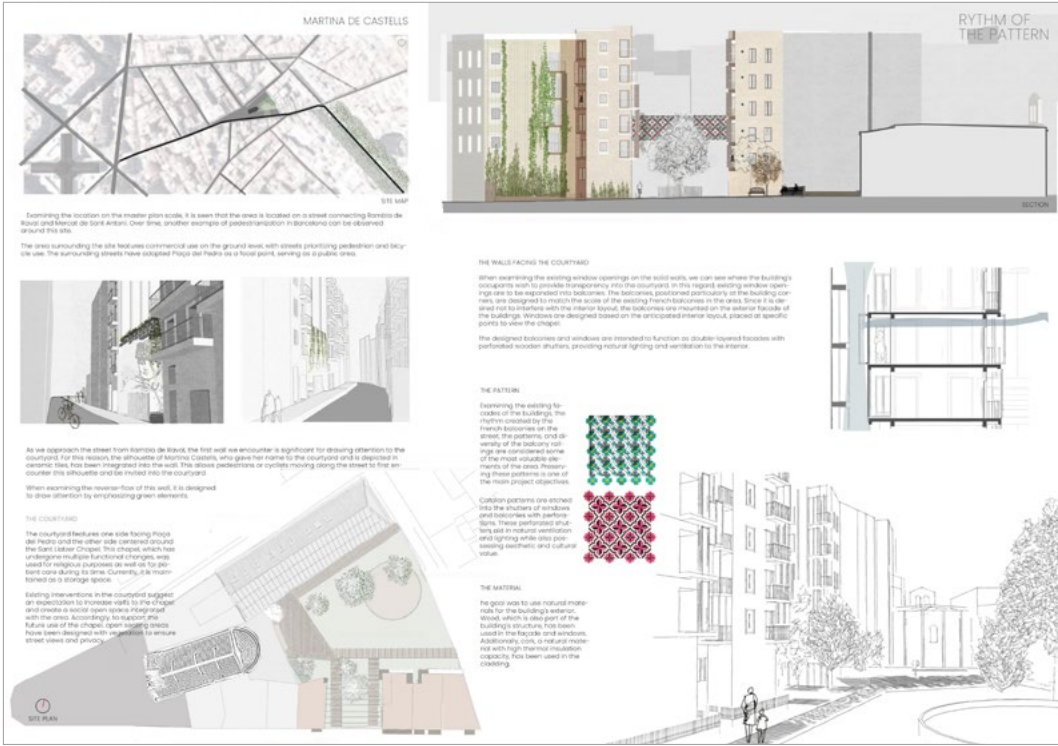 MARTINA DE CASTELLS
SITE MAP
Examining the location on the master plan scale, it is seen that the area is located on a street connecting Rambla de
Raval and Mercat de Sant Antoni. Over time, another example of pedestrianization in Barcelona can be observed
around this site.
The area surrounding the site features commercial use on the ground level, with streets prioritizing pedestrian and bicy-
cle use. The surrounding streets have adopted Plaça del Pedro as a focal point, serving as a public area.
As we approach the street from Rambla de Raval, the first wall we encounter is significant for drawing attention to the
courtyard. For this reason, the silhouette of Martina Castells, who gave her name to the courtyard and is depicted in
ceramic tiles, has been integrated into the wall. This allows pedestrians or cyclists moving along the street to first en-
counter this silhouette and be invited into the courtyard.
When examining the reverse-flow of this wall, it is designed
to draw attention by emphasizing green elements.
THE COURTYARD
The courtyard features one side facing Plaça
del Pedro and the other side centered around
the Sant Llatzer Chapel. This chapel, which has
undergone multiple functional changes, was
used for religious purposes as well as for pa-
tient care during its time. Currently, it is main-
tained as a storage space.
Existing interventions in the courtyard suggest
an expectation to increase visits to the chapel
and create a social open space integrated
with the area. Accordingly, to support the
future use of the chapel, open seating areas
have been designed with vegetation to ensure
street views and privacy.
SITE PLAN
RYTHM OF
THE PATTERN
SECTION
THE WALLS FACING THE COURTYARD
When examining the existing window openings on the solid walls, we can see where the building's
occupants wish to provide transparency into the courtyard. In this regard, existing window open-
ings are to be expanded into balconies. The balconies, positioned particularly at the building cor-
ners, are designed to match the scale of the existing French balconies in the area. Since it is de-
sired not to interfere with the interior layout, the balconies are mounted on the exterior facade of
the buildings. Windows are designed based on the anticipated interior layout, placed at specific
points to view the chapel.
The designed balconies and windows are intended to function as double-layered facades with
perforated wooden shutters, providing natural lighting and ventilation to the interior.
THE PATTERN
Examining the existing fa-
cades of the buildings, the
rhythm created by the
French balconies on the
street, the patterns, and di-
versity of the balcony rail-
ings are considered some
of the most valuable ele-
ments of the area. Preserv-
ing these patterns is one of
the main project objectives.
Catalan patterns are etched
into the shutters of windows
and balconies with perfora-
tions. These perforated shut-
ters aid in natural ventilation
and lighting while also pos-
sessing aesthetic and cultural
value.
THE MATERIAL
he goal was to use natural mate-
rials for the building's exterior.
Wood, which is also part of the
building's structure, has been
used in the façade and windows.
Additionally, cork, a natural mate-
rial with high thermal insulation
capacity, has been used in the
cladding.